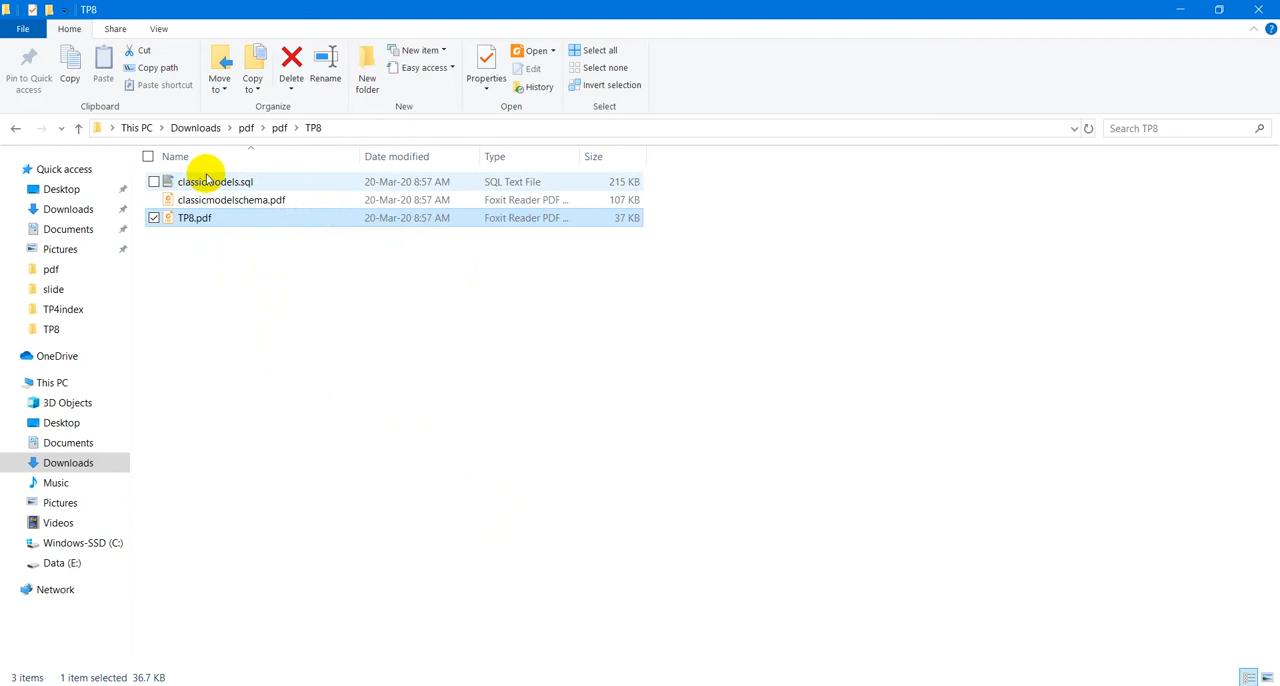 TP8
File Home Share View
Pin to Quick access
Copy
Paste
Cut
Copy path
Paste shortcut
Clipboard
Move to
Copy to
Delete
Rename
Organize
New folder
New item
Easy access
New
Properties
Open
Edit
History
Open
Select all
Select none
Invert selection
Select
This PC > Downloads > pdf > pdf > TP8
Search TP8
Name Date modified Type Size
classicmodels.sql 20-Mar-20 8:57 AM SQL Text File 215 KB
classicmodelschema.pdf 20-Mar-20 8:57 AM Foxit Reader PDF ... 107 KB
TP8.pdf 20-Mar-20 8:57 AM Foxit Reader PDF ... 37 KB
Quick access
Desktop
Downloads
Documents
Pictures
pdf
slide
TP4index
TP8
OneDrive
This PC
3D Objects
Desktop
Documents
Downloads
Music
Pictures
Videos
Windows-SSD (C:)
Data (E:)
Network
3 items 1 item selected 36.7 KB